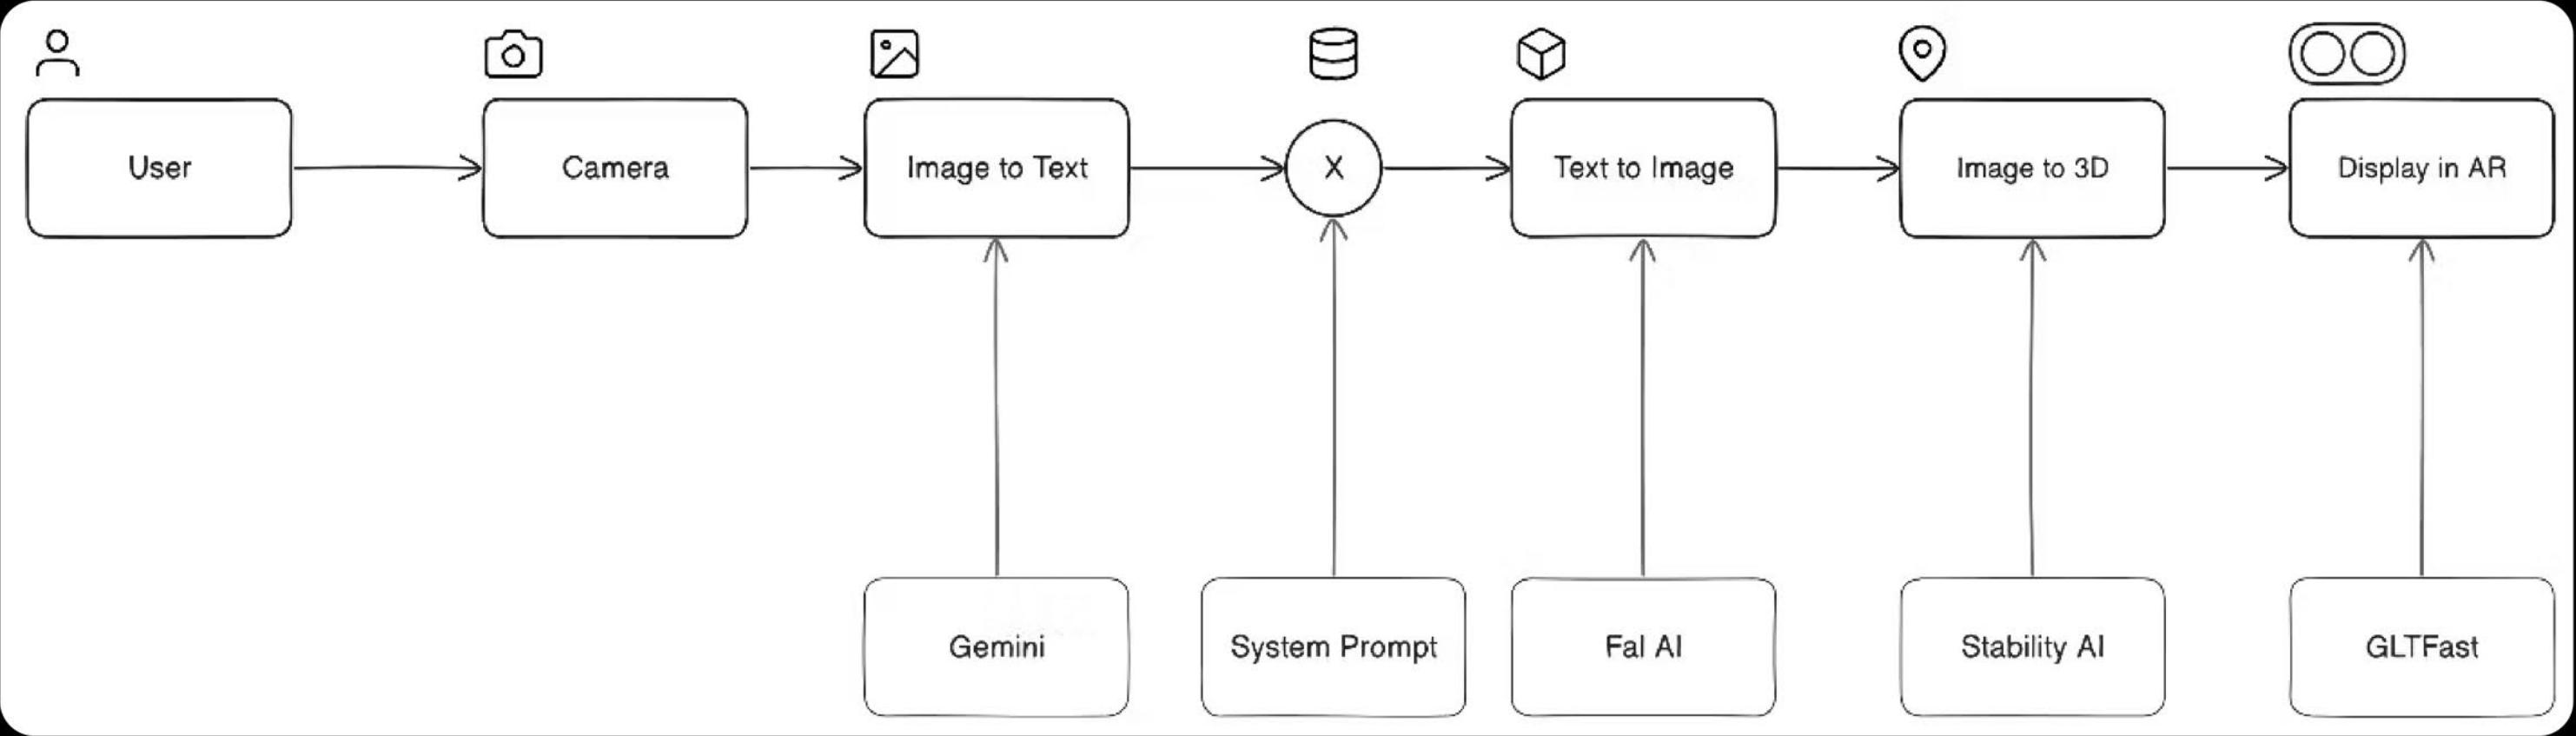 User
Camera
Image to Text
X
Text to Image
Image to 3D
Display in AR
Gemini
System Prompt
Fal AI
Stability AI
GLTFast